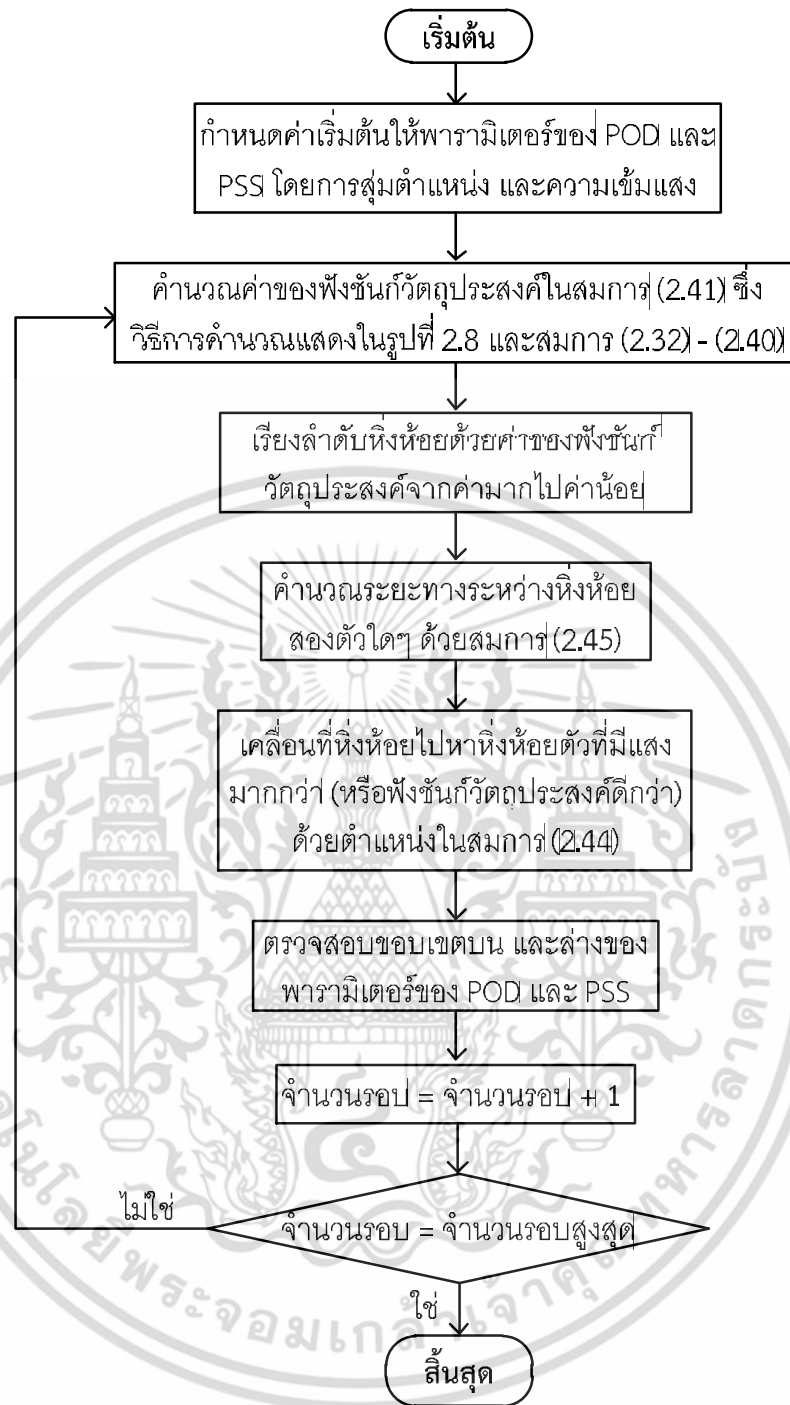 เริ่มต้น
กำหนดค่าเริ่มต้นให้พารามิเตอร์ของ POD และ
PSS โดยการสุ่มตำแหน่ง และความเข้มแสง
คำนวณค่าของฟังชันก์วัตถุประสงค์ในสมการ (2.41) ซึ่ง
วิธีการคำนวณแสดงในรูปที่ 2.8 และสมการ (2.32) - (2.40)
เรียงลำดับหิ่งห้อยด้วยค่าของฟังชันก์
วัตถุประสงค์จากค่ามากไปค่าน้อย
คำนวณระยะทางระหว่างหิ่งห้อย
สองตัวใดๆ ด้วยสมการ (2.45)
เคลื่อนที่หิ่งห้อยไปหาหิ่งห้อยตัวที่มีแสง
มากกว่า (หรือฟังชันก์วัตถุประสงค์ดีกว่า)
ด้วยตำแหน่งในสมการ (2.44)
ตรวจสอบขอบเขตบน และล่างของ
พารามิเตอร์ของ POD และ PSS
จำนวนรอบ = จำนวนรอบ + 1
ไม่ใช่
จำนวนรอบ = จำนวนรอบสูงสุด
ใช่
สิ้นสุด